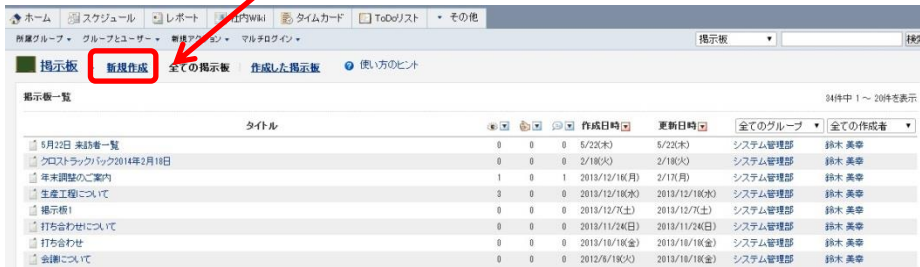 ホーム スケジュール レポート 社内Wiki タイムカード ToDoリスト ・ その他
所属グループ グループとユーザー 新規アクション マルチログイン 掲示板
掲示板 新規作成 全ての掲示板 作成した掲示板 使い方のヒント
掲示板一覧 34件中 1 ～ 20件を表示
タイトル 作成日時 更新日時 全てのグループ 全ての作成者
5月22日 来訪者一覧 0 0 0 5/22(木) 5/22(木) システム管理部 鈴木 美幸
クロストラックバック2014年2月18日 0 0 0 2/18(火) 2/18(火) システム管理部 鈴木 美幸
年末調整のご案内 1 0 1 2013/12/16(月) 2/17(月) システム管理部 鈴木 美幸
生産工程について 3 0 0 2013/12/18(水) 2013/12/18(水) システム管理部 鈴木 美幸
掲示板1 0 0 0 2013/12/7(土) 2013/12/7(土) システム管理部 鈴木 美幸
打ち合わせについて 0 0 0 2013/11/24(日) 2013/11/24(日) システム管理部 鈴木 美幸
打ち合わせ 0 0 0 2013/10/18(金) 2013/10/18(金) システム管理部 鈴木 美幸
会議について 0 0 0 2012/6/19(火) 2013/10/18(金) システム管理部 鈴木 美幸